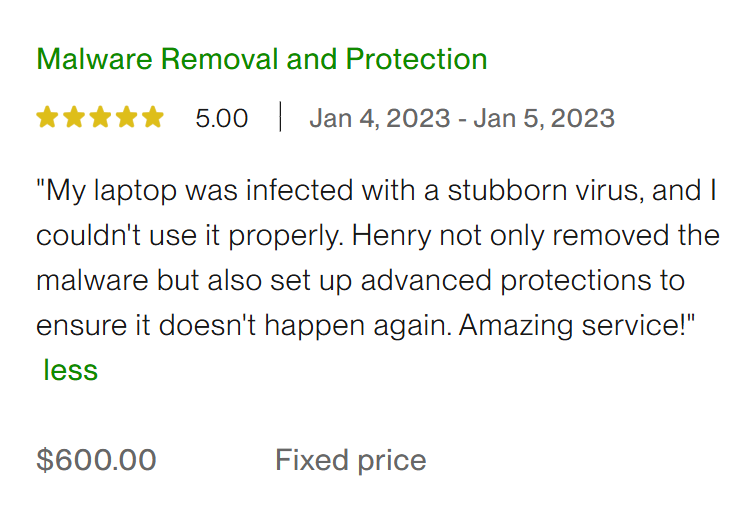 Malware Removal and Protection
5.00 | Jan 4, 2023 - Jan 5, 2023
"My laptop was infected with a stubborn virus, and I
couldn't use it properly. Henry not only removed the
malware but also set up advanced protections to
ensure it doesn't happen again. Amazing service!"
less
$600.00 Fixed price